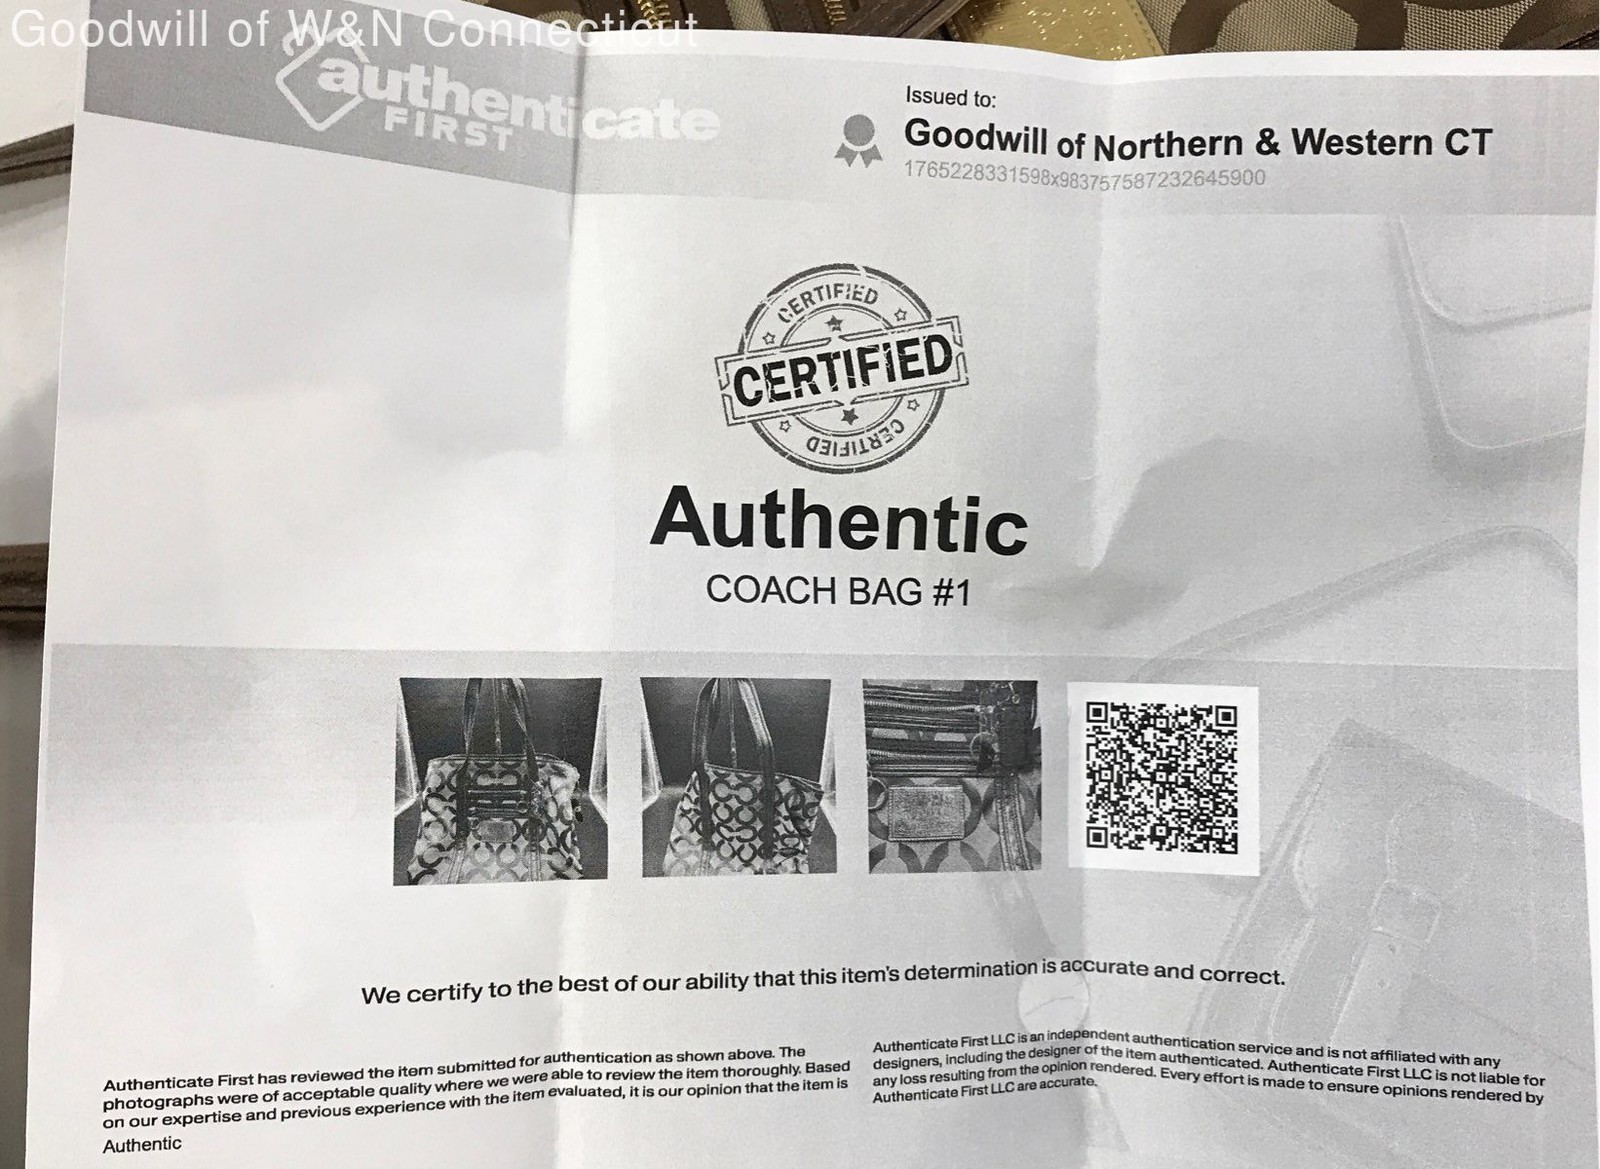 Goodwill of W&N Connecticut
authenticate
FIRST
Issued to:
Goodwill of Northern & Western CT
1765228331598x983757587232645900
CERTIFIED
CERTIFIED
CERTIFIED
Authentic
COACH BAG #1
We certify to the best of our ability that this item's determination is accurate and correct.
Authenticate First has reviewed the item submitted for authentication as shown above. The
photographs were of acceptable quality where we were able to review the item thoroughly. Based
on our expertise and previous experience with the item evaluated, it is our opinion that the item is
Authentic
Authenticate First LLC is an independent authentication service and is not affiliated with any
designers, including the designer of the item authenticated. Authenticate First LLC is not liable for
any loss resulting from the opinion rendered. Every effort is made to ensure opinions rendered by
Authenticate First LLC are accurate.